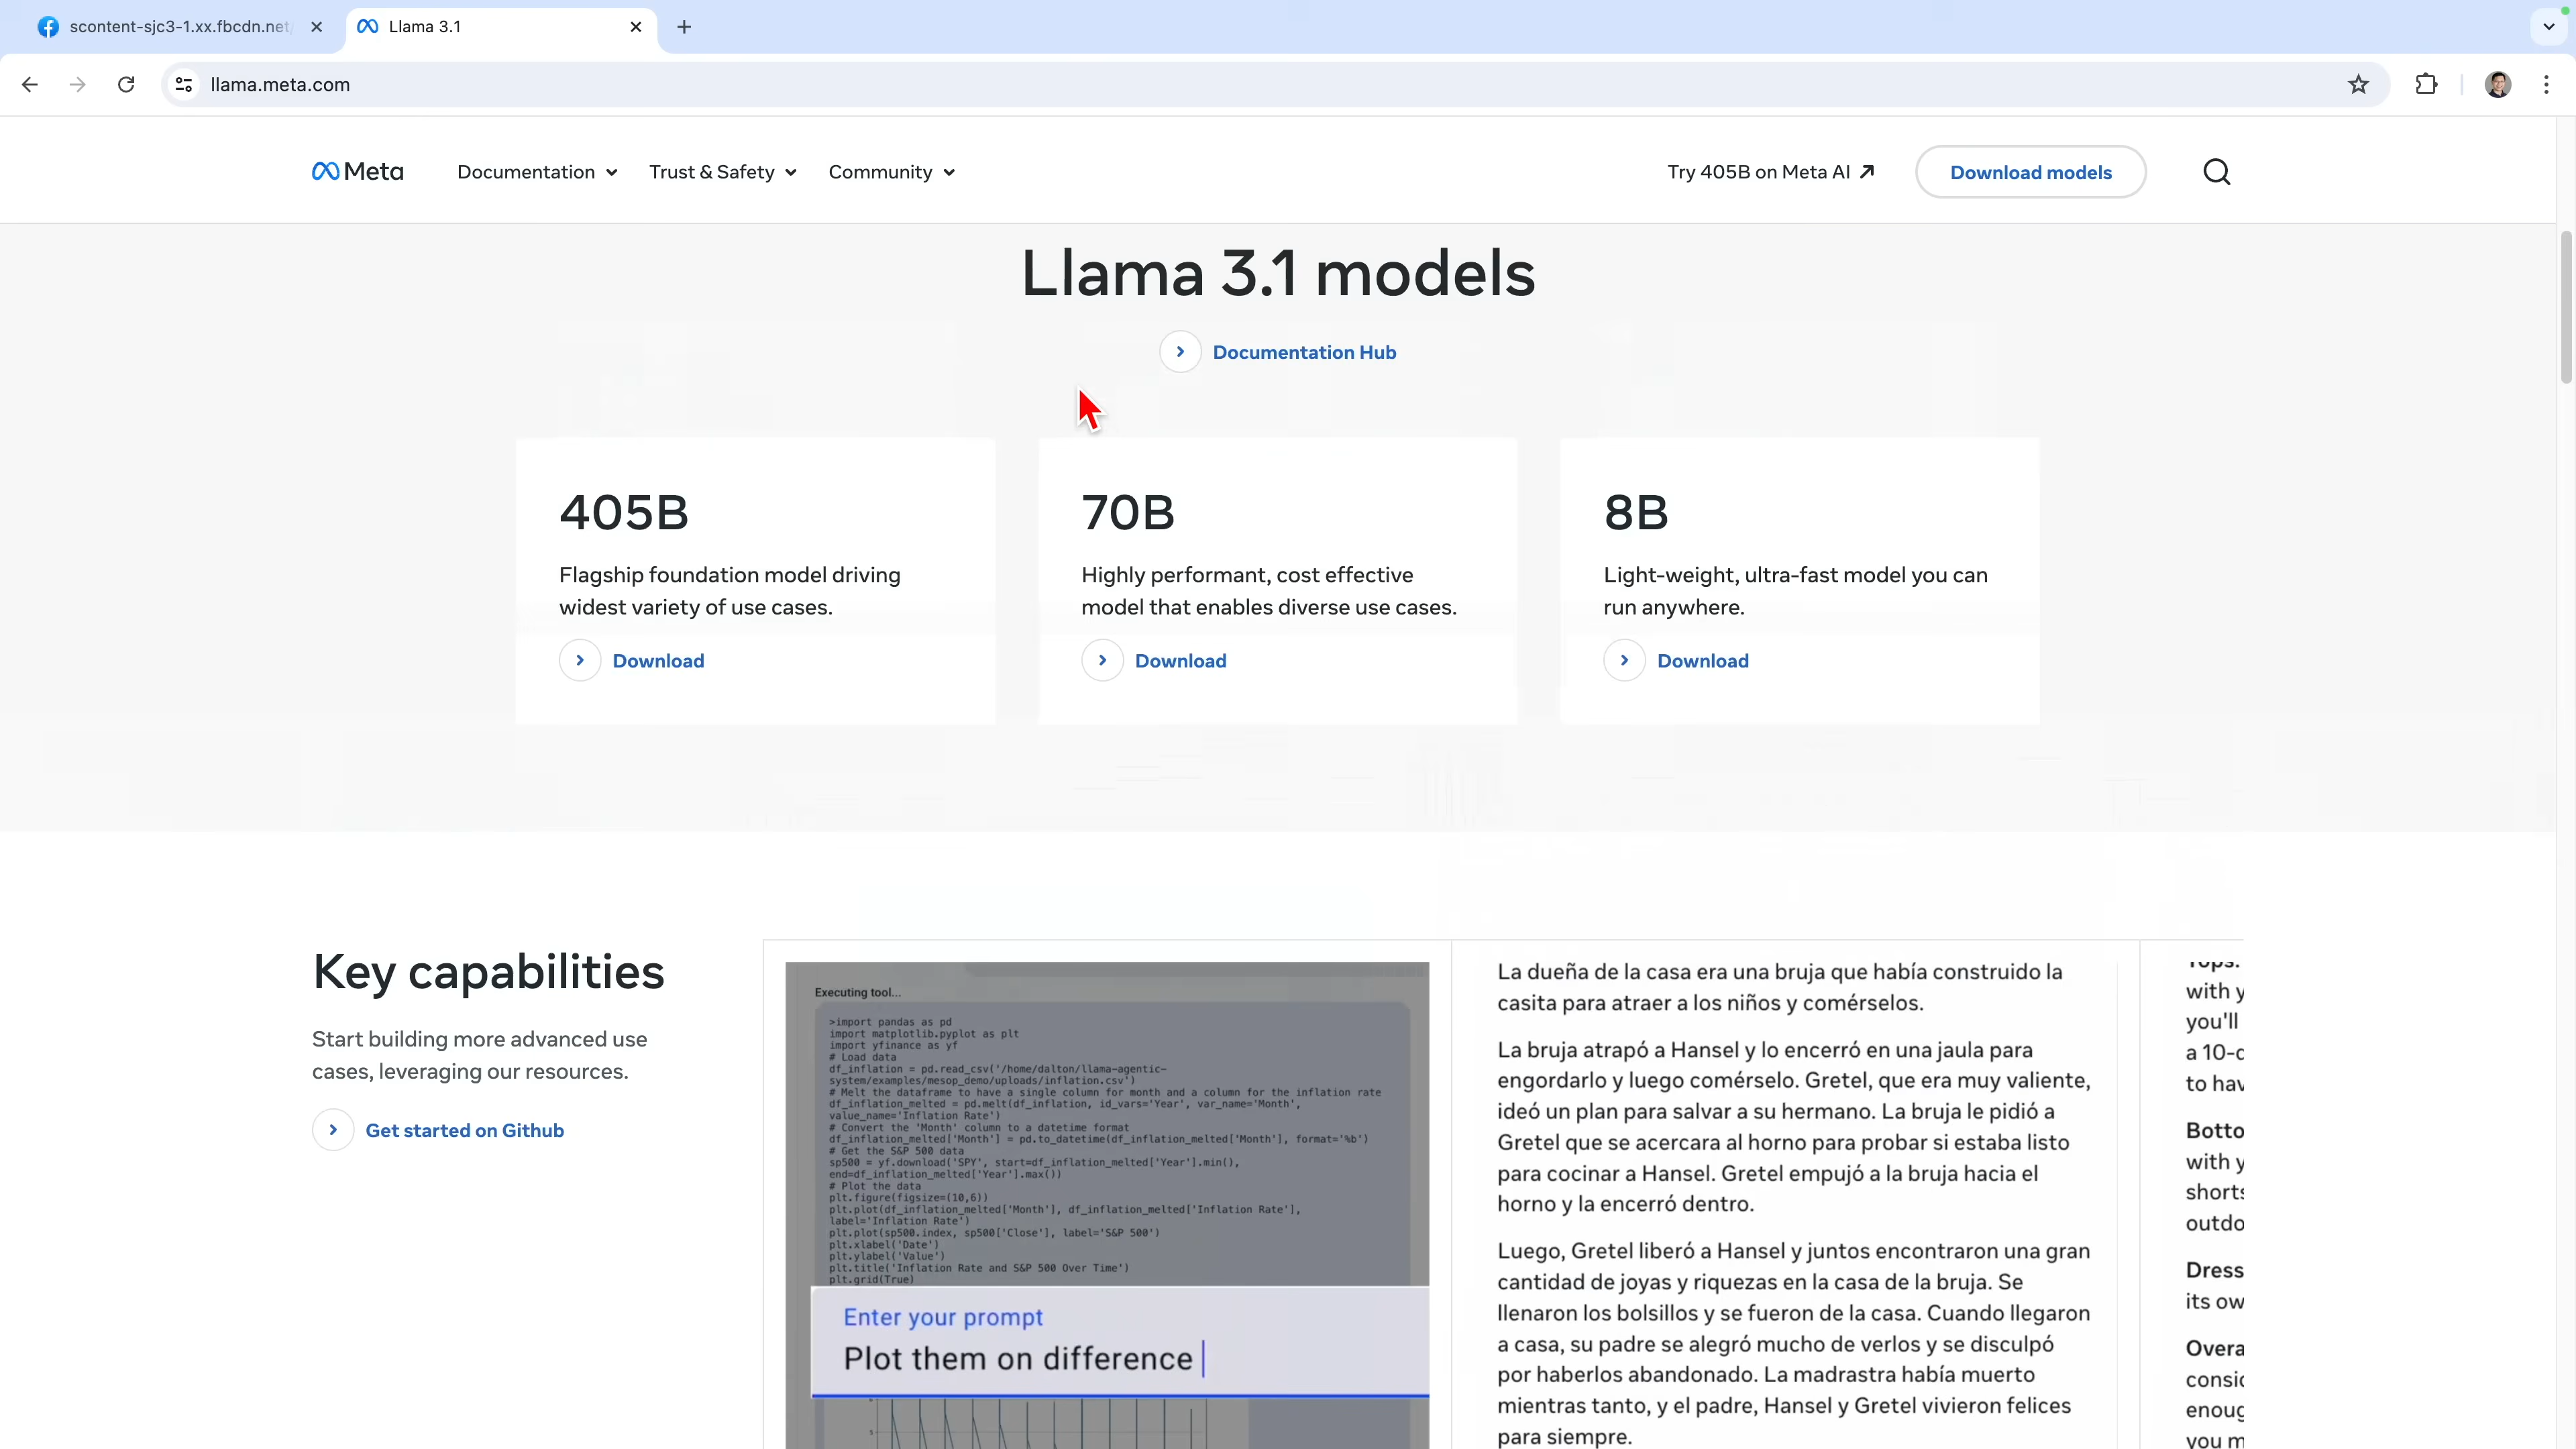 scontent-sjc3-1.xx.fbcdn.net
Llama 3.1
llama.meta.com
Meta
Documentation
Trust & Safety
Community
Try 405B on Meta AI
Download models
Llama 3.1 models
Documentation Hub
405B
Flagship foundation model driving
widest variety of use cases.
Download
70B
Highly performant, cost effective
model that enables diverse use cases.
Download
8B
Light-weight, ultra-fast model you can
run anywhere.
Download
Key capabilities
Start building more advanced use
cases, leveraging our resources.
Get started on Github
Executing tool...
>import pandas as pd
import matplotlib.pyplot as plt
import yfinance as yf
# Load data
df_inflation = pd.read_csv('/home/dalton/llama-agentic-
system/examples/mesop_demo/uploads/inflation.csv')
# Melt the dataframe to have a single column for month and a column for the inflation rate
df_inflation_melted = pd.melt(df_inflation, id_vars='Year', var_name='Month',
value_name='Inflation Rate')
# Convert the 'Month' column to a datetime format
df_inflation_melted['Month'] = pd.to_datetime(df_inflation_melted['Month'], format='%b')
# Get the S&P 500 data
sp500 = yf.download('SPY', start=df_inflation_melted['Year'].min(),
end=df_inflation_melted['Year'].max())
# Plot the data
plt.figure(figsize=(10,6))
plt.plot(df_inflation_melted['Month'], df_inflation_melted['Inflation Rate'],
label='Inflation Rate')
plt.plot(sp500.index, sp500['Close'], label='S&P 500')
plt.xlabel('Date')
plt.ylabel('Value')
plt.title('Inflation Rate and S&P 500 Over Time')
plt.grid(True)
Enter your prompt
Plot them on difference
La dueña de la casa era una bruja que había construido la
casita para atraer a los niños y comérselos.
La bruja atrapó a Hansel y lo encerró en una jaula para
engordarlo y luego comérselo. Gretel, que era muy valiente,
ideó un plan para salvar a su hermano. La bruja le pidió a
Gretel que se acercara al horno para probar si estaba listo
para cocinar a Hansel. Gretel empujó a la bruja hacia el
horno y la encerró dentro.
Luego, Gretel liberó a Hansel y juntos encontraron una gran
cantidad de joyas y riquezas en la casa de la bruja. Se
llenaron los bolsillos y se fueron de la casa. Cuando llegaron
a casa, su padre se alegró mucho de verlos y se disculpó
por haberlos abandonado. La madrastra había muerto
mientras tanto, y el padre, Hansel y Gretel vivieron felices
para siempre.
with y
you'll
a 10-
to hav
Botto
with y
shorts
outdo
Dress
its ow
Overa
consid
enoug
you m